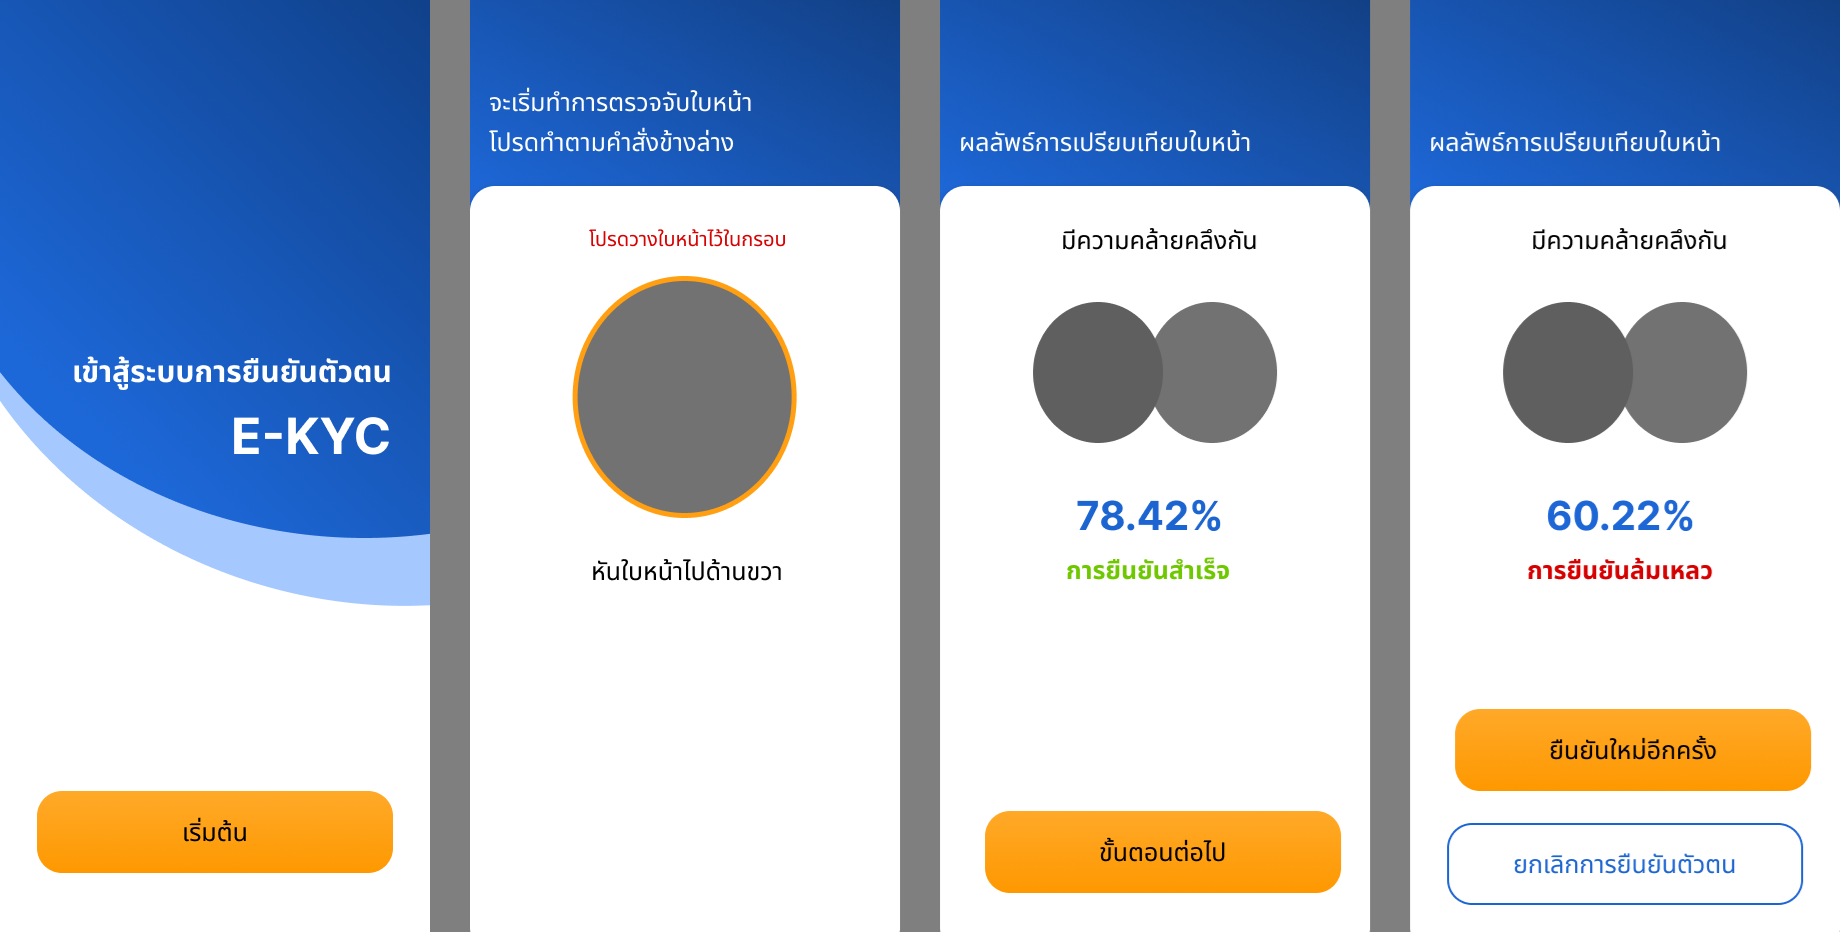 เข้าสู้ระบบการยืนยันตัวตน
E-KYC
เริ่มต้น
จะเริ่มทำการตรวจจับใบหน้า
โปรดทำตามคำสั่งข้างล่าง
โปรดวางใบหน้าไว้ในกรอบ
หันใบหน้าไปด้านขวา
ผลลัพธ์การเปรียบเทียบใบหน้า
มีความคล้ายคลึงกัน
78.42%
การยืนยันสำเร็จ
ขั้นตอนต่อไป
ผลลัพธ์การเปรียบเทียบใบหน้า
มีความคล้ายคลึงกัน
60.22%
การยืนยันล้มเหลว
ยืนยันใหม่อีกครั้ง
ยกเลิกการยืนยันตัวตน